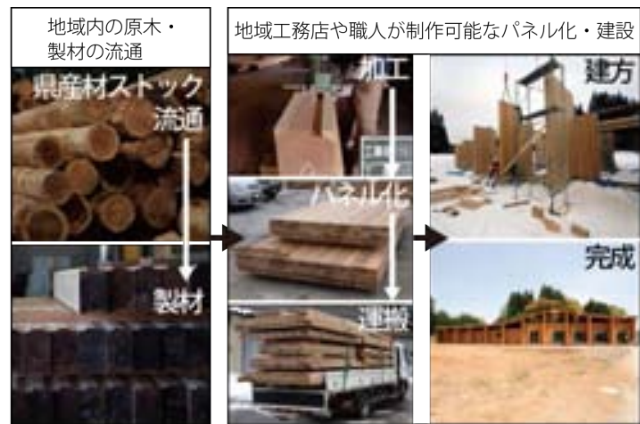 地域内の原木・
製材の流通
県産材ストック
流通
製材
地域工務店や職人が制作可能なパネル化・建設
加工
パネル化
運搬
建方
完成